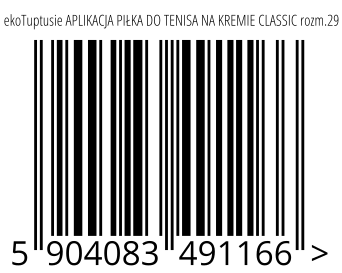 ekoTuptusie APLIKACJA PIŁKA DO TENISA NA KREMIE CLASSIC rozm.29
5 904083 491166 >